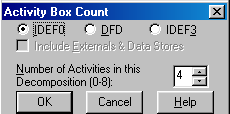 Activity Box Count
IDEF0 DFD IDEF3
Include Externals & Data Stores
Number of Activities in this
Decomposition (0-8): 4
OK Cancel Help